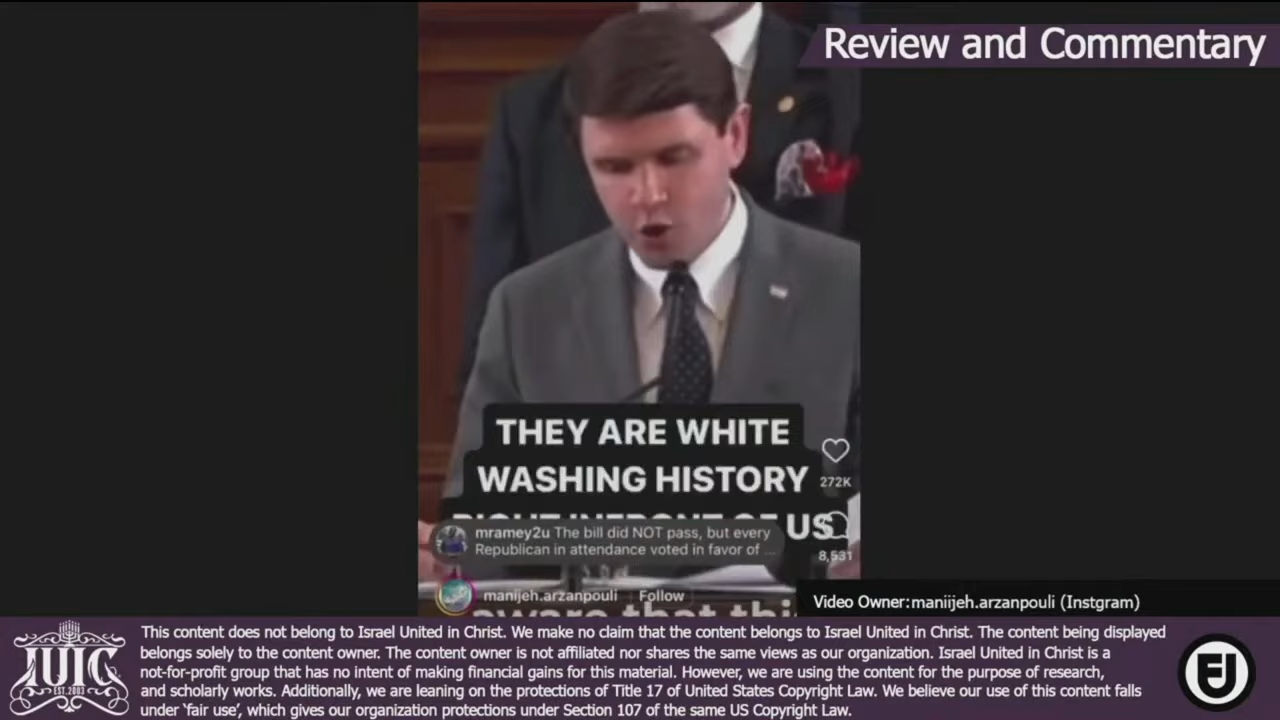 Review and Commentary
THEY ARE WHITE
WASHING HISTORY
RIGHT INFRONT OF US
272K
mramey2u The bill did NOT pass, but every
Republican in attendance voted in favor of ...
8,531
manijeh.arzanpouli Follow
aware that thi
Video Owner:maniijeh.arzanpouli (Instgram)
This content does not belong to Israel United in Christ. We make no claim that the content belongs to Israel United in Christ. The content being displayed
belongs solely to the content owner. The content owner is not affiliated nor shares the same views as our organization. Israel United in Christ is a
not-for-profit group that has no intent of making financial gains for this material. However, we are using the content for the purpose of research,
and scholarly works. Additionally, we are leaning on the protections of Title 17 of United States Copyright Law. We believe our use of this content falls
under 'fair use', which gives our organization protections under Section 107 of the same US Copyright Law.
IUIC
EST. 2003